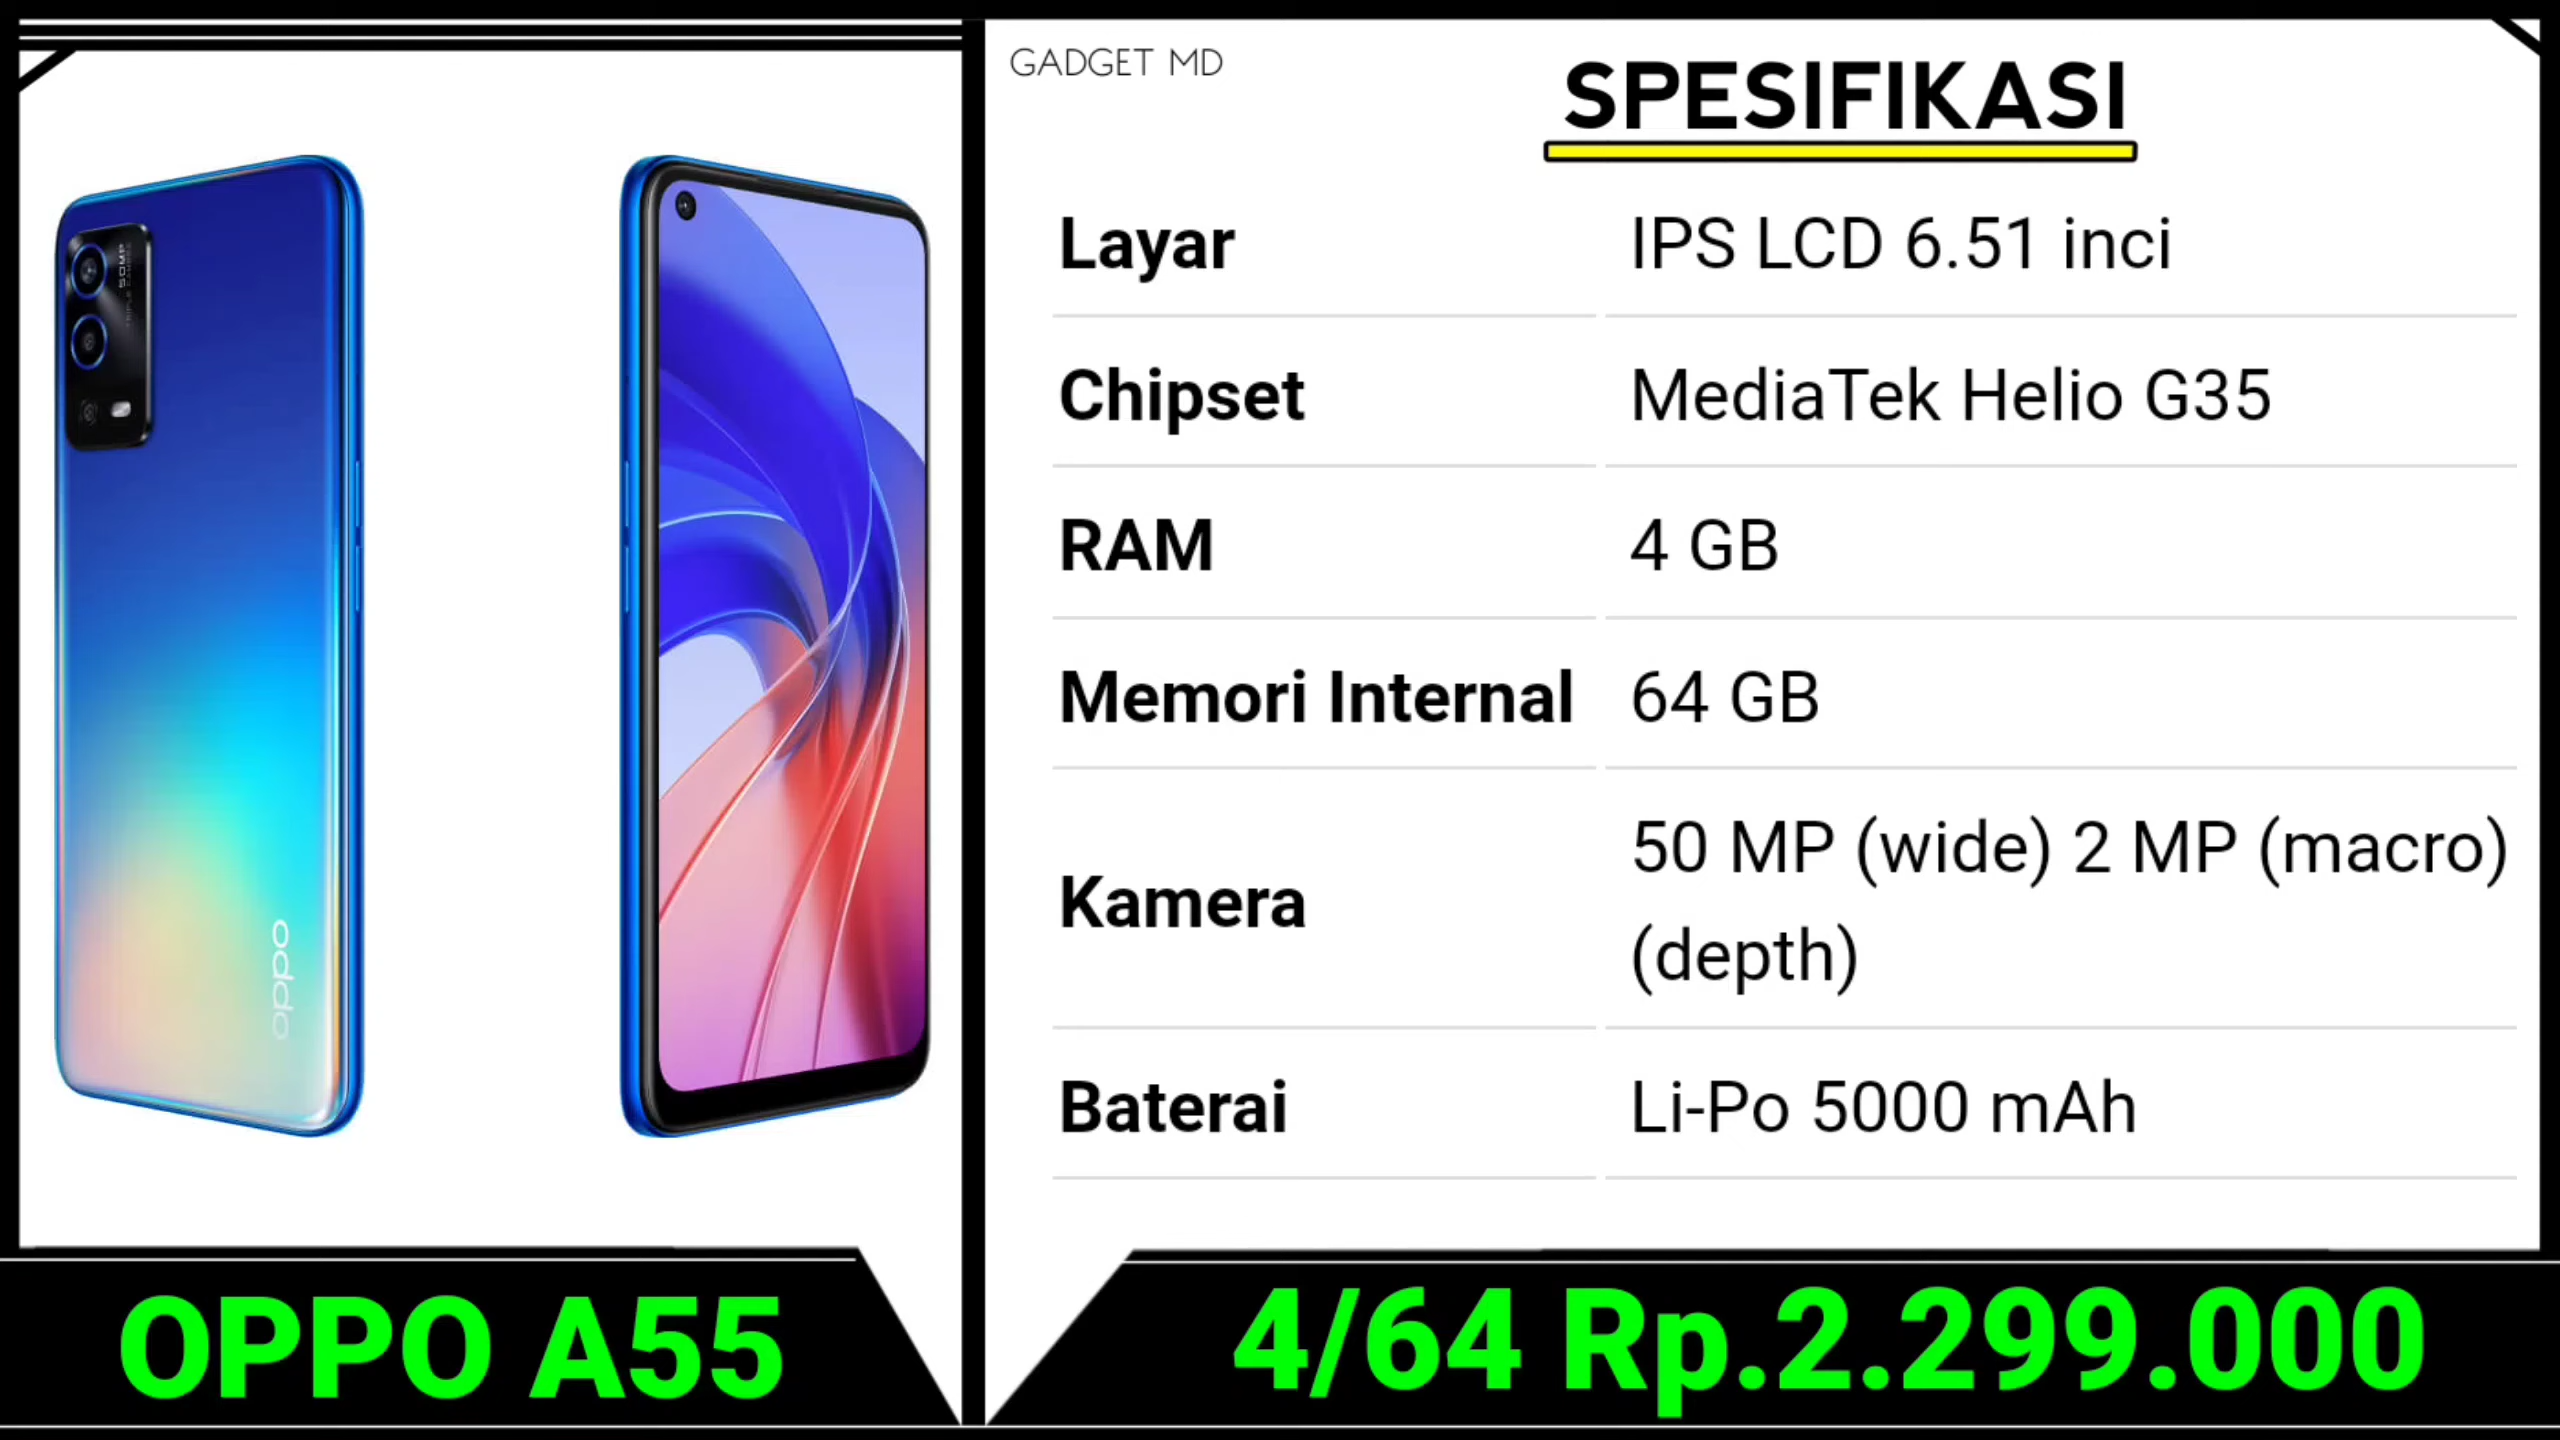 GADGET MD
SPESIFIKASI
Layar IPS LCD 6.51 inci
Chipset MediaTek Helio G35
RAM 4 GB
Memori Internal 64 GB
Kamera 50 MP (wide) 2 MP (macro)
(depth)
Baterai Li-Po 5000 mAh
50MP
oppo
OPPO A55
4/64 Rp.2.299.000